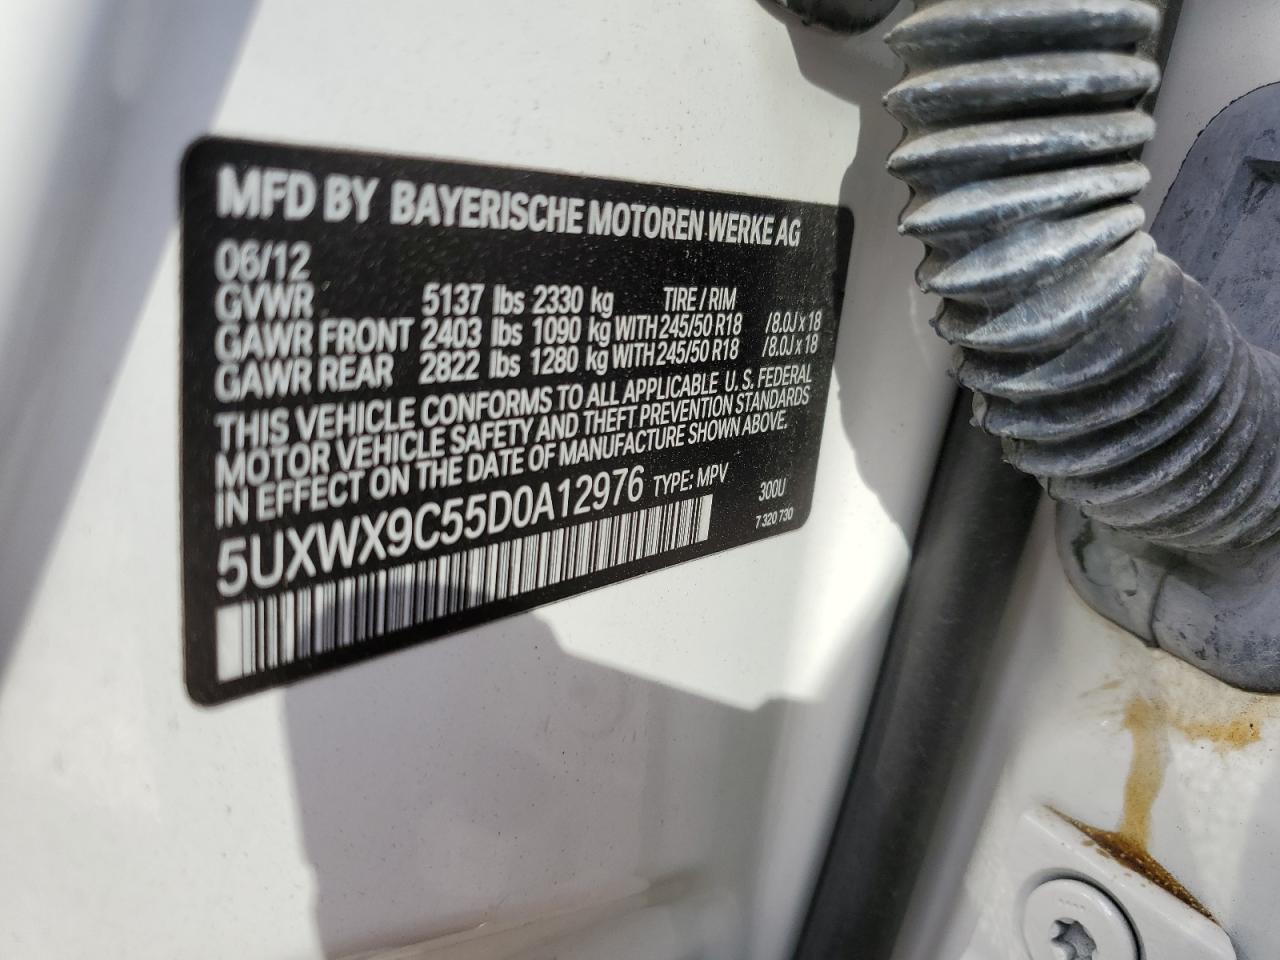 MFD BY BAYERISCHE MOTOREN WERKE AG
06/12
GVWR 5137 lbs 2330 kg TIRE / RIM
GAWR FRONT 2403 lbs 1090 kg WITH 245/50 R18 /8.0J x 18
GAWR REAR 2822 lbs 1280 kg WITH 245/50 R18 /8.0J x 18
THIS VEHICLE CONFORMS TO ALL APPLICABLE U. S. FEDERAL
MOTOR VEHICLE SAFETY AND THEFT PREVENTION STANDARDS
IN EFFECT ON THE DATE OF MANUFACTURE SHOWN ABOVE.
5UXWX9C55D0A12976 TYPE: MPV 300U
7 320 730